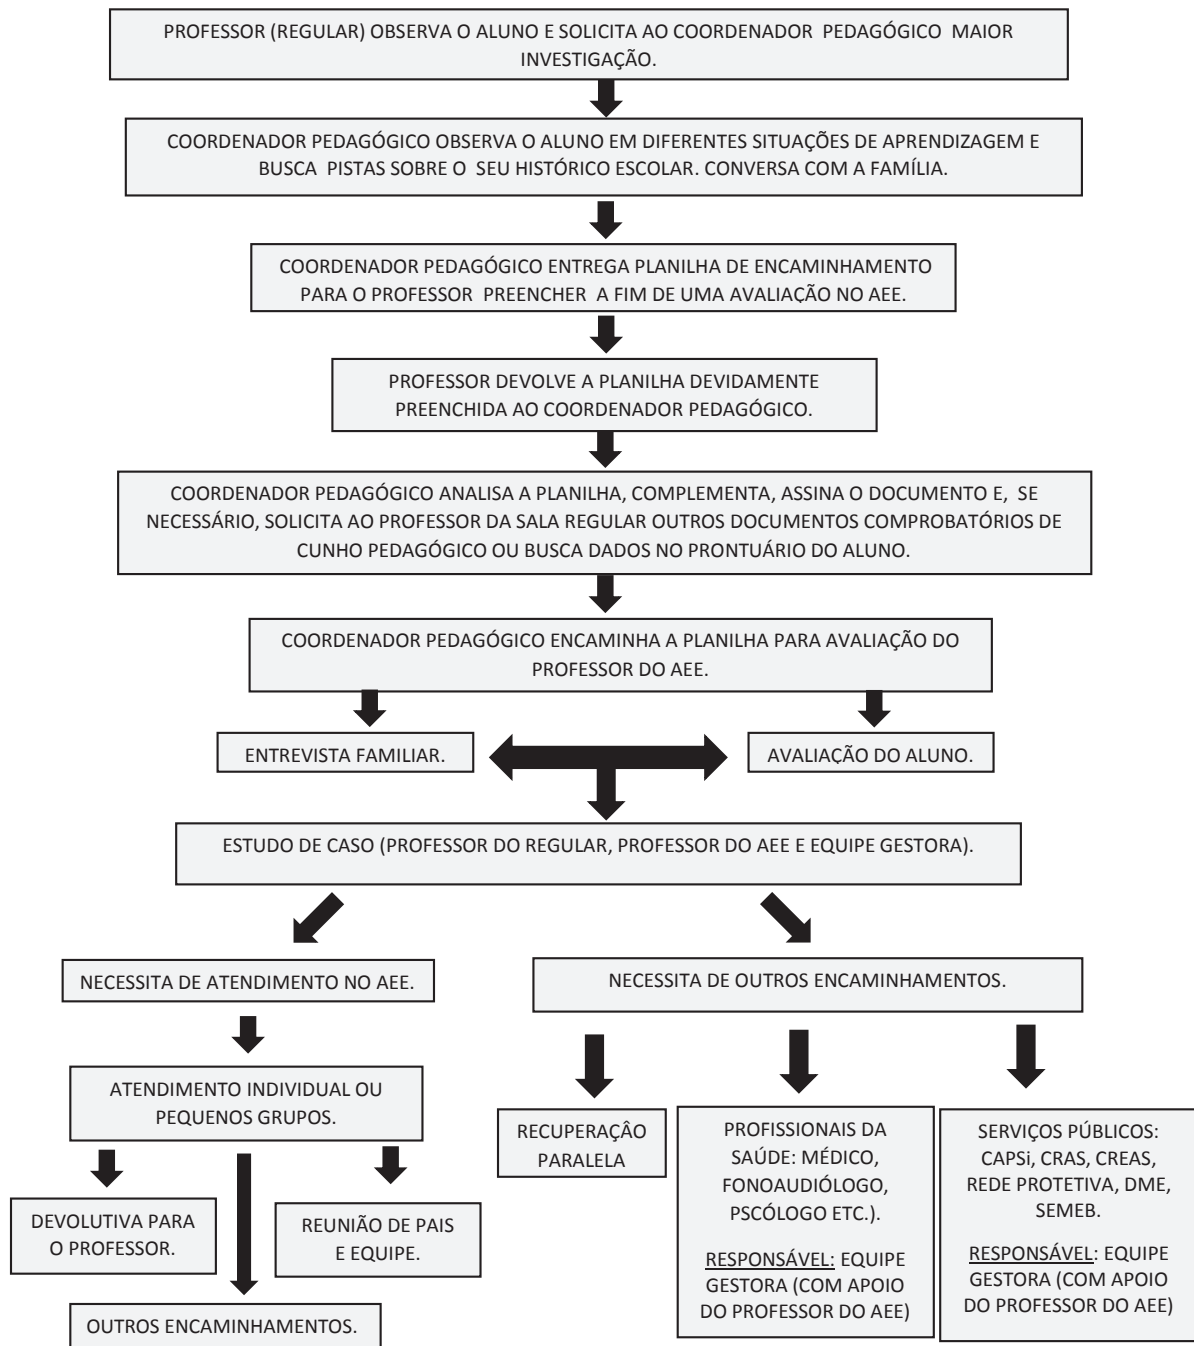 PROFESSOR (REGULAR) OBSERVA O ALUNO E SOLICITA AO COORDENADOR PEDAGÓGICO MAIOR
INVESTIGAÇÃO.
COORDENADOR PEDAGÓGICO OBSERVA O ALUNO EM DIFERENTES SITUAÇÕES DE APRENDIZAGEM E
BUSCA PISTAS SOBRE O SEU HISTÓRICO ESCOLAR. CONVERSA COM A FAMÍLIA.
COORDENADOR PEDAGÓGICO ENTREGA PLANILHA DE ENCAMINHAMENTO
PARA O PROFESSOR PREENCHER A FIM DE UMA AVALIAÇÃO NO AEE.
PROFESSOR DEVOLVE A PLANILHA DEVIDAMENTE
PREENCHIDA AO COORDENADOR PEDAGÓGICO.
COORDENADOR PEDAGÓGICO ANALISA A PLANILHA, COMPLEMENTA, ASSINA O DOCUMENTO E, SE
NECESSÁRIO, SOLICITA AO PROFESSOR DA SALA REGULAR OUTROS DOCUMENTOS COMPROBATÓRIOS DE
CUNHO PEDAGÓGICO OU BUSCA DADOS NO PRONTUÁRIO DO ALUNO.
COORDENADOR PEDAGÓGICO ENCAMINHA A PLANILHA PARA AVALIAÇÃO DO
PROFESSOR DO AEE.
ENTREVISTA FAMILIAR.
AVALIAÇÃO DO ALUNO.
ESTUDO DE CASO (PROFESSOR DO REGULAR, PROFESSOR DO AEE E EQUIPE GESTORA).
NECESSITA DE ATENDIMENTO NO AEE.
ATENDIMENTO INDIVIDUAL OU
PEQUENOS GRUPOS.
DEVOLUTIVA PARA
O PROFESSOR.
REUNIÃO DE PAIS
E EQUIPE.
OUTROS ENCAMINHAMENTOS.
NECESSITA DE OUTROS ENCAMINHAMENTOS.
RECUPERAÇÂO
PARALELA
PROFISSIONAIS DA
SAÚDE: MÉDICO,
FONOAUDIÓLOGO,
PSCÓLOGO ETC.).
RESPONSÁVEL: EQUIPE
GESTORA (COM APOIO
DO PROFESSOR DO AEE)
SERVIÇOS PÚBLICOS:
CAPSi, CRAS, CREAS,
REDE PROTETIVA, DME,
SEMEB.
RESPONSÁVEL: EQUIPE
GESTORA (COM APOIO
DO PROFESSOR DO AEE)